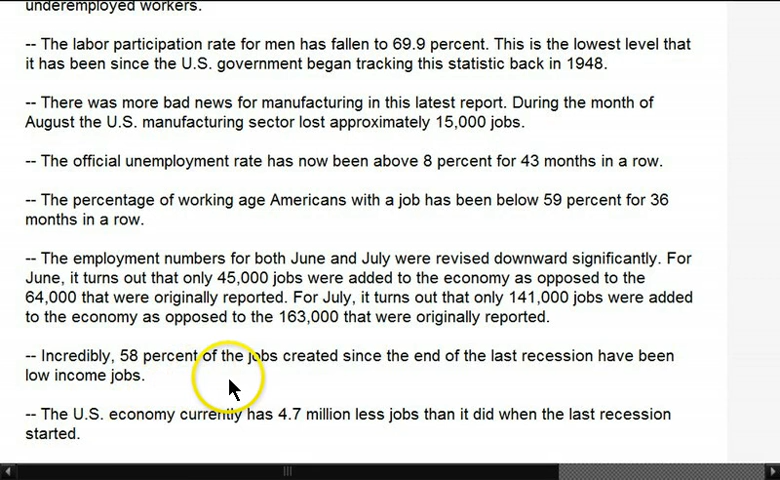 underemployed workers.
-- The labor participation rate for men has fallen to 69.9 percent. This is the lowest level that
it has been since the U.S. government began tracking this statistic back in 1948.
-- There was more bad news for manufacturing in this latest report. During the month of
August the U.S. manufacturing sector lost approximately 15,000 jobs.
-- The official unemployment rate has now been above 8 percent for 43 months in a row.
-- The percentage of working age Americans with a job has been below 59 percent for 36
months in a row.
-- The employment numbers for both June and July were revised downward significantly. For
June, it turns out that only 45,000 jobs were added to the economy as opposed to the
64,000 that were originally reported. For July, it turns out that only 141,000 jobs were added
to the economy as opposed to the 163,000 that were originally reported.
-- Incredibly, 58 percent of the jobs created since the end of the last recession have been
low income jobs.
-- The U.S. economy currently has 4.7 million less jobs than it did when the last recession
started.